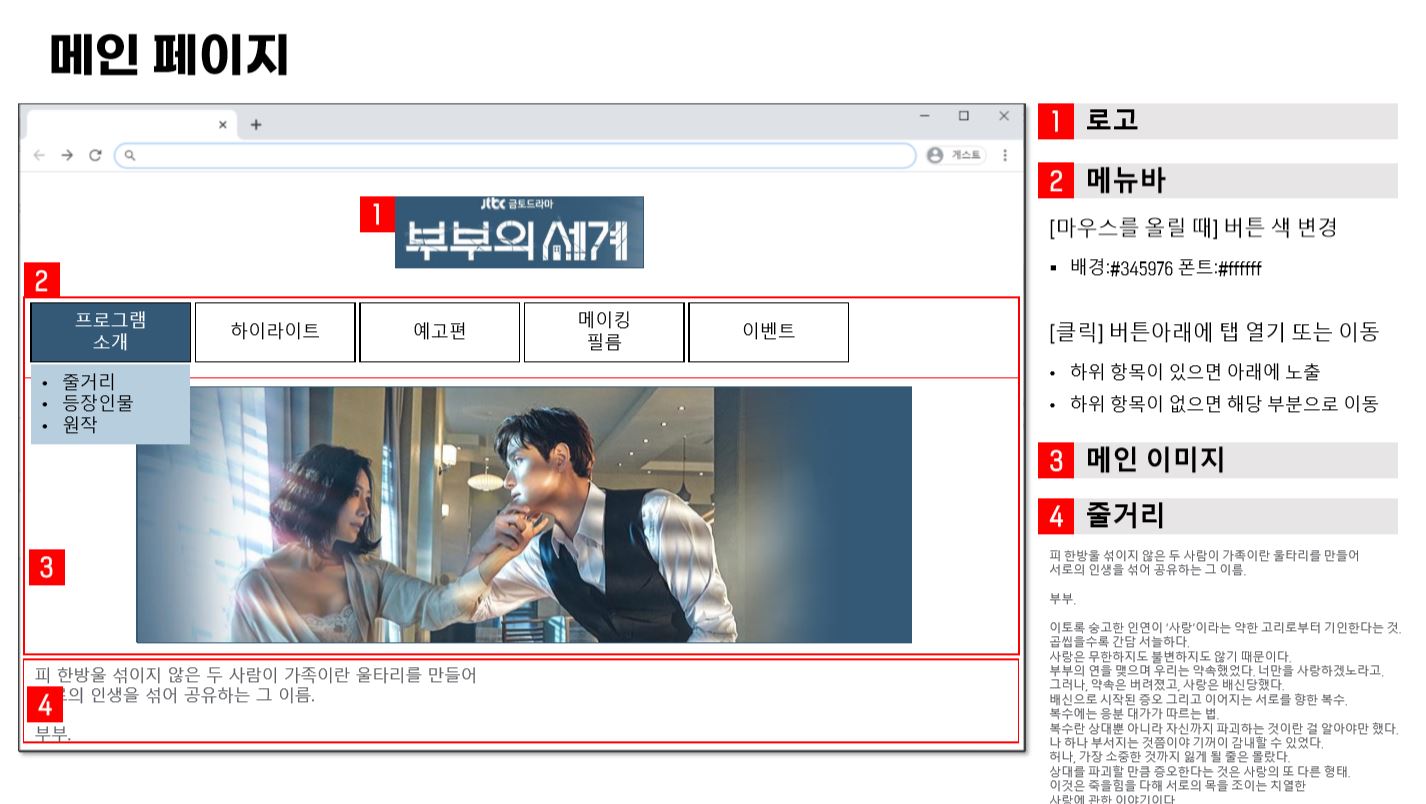 메인 페이지
게스트
1
JTBC 금토드라마
부부의 세계
2
프로그램
소개
하이라이트
예고편
메이킹
필름
이벤트
• 줄거리
• 등장인물
• 원작
3
피 한방울 섞이지 않은 두 사람이 가족이란 울타리를 만들어
의 인생을 섞어 공유하는 그 이름.
4
부부.
1 로고
2 메뉴바
[마우스를 올릴 때] 버튼 색 변경
▪ 배경:#345976 폰트:#ffffff
[클릭] 버튼아래에 탭 열기 또는 이동
• 하위 항목이 있으면 아래에 노출
• 하위 항목이 없으면 해당 부분으로 이동
3 메인 이미지
4 줄거리
피 한방울 섞이지 않은 두 사람이 가족이란 울타리를 만들어
서로의 인생을 섞어 공유하는 그 이름.
부부.
이토록 숭고한 인연이 '사랑'이라는 약한 고리로부터 기인한다는 것.
곱씹을수록 간담 서늘하다.
사랑은 무한하지도 불변하지도 않기 때문이다.
부부의 연을 맺으며 우리는 약속했었다. 너만을 사랑하겠노라고.
그러나, 약속은 버려졌고, 사랑은 배신당했다.
배신으로 시작된 증오 그리고 이어지는 서로를 향한 복수.
복수에는 응분 대가가 따르는 법.
복수란 상대뿐 아니라 자신까지 파괴하는 것이란 걸 알아야만 했다.
나 하나 부서지는 것쯤이야 기꺼이 감내할 수 있었다.
허나, 가장 소중한 것까지 잃게 될 줄은 몰랐다.
상대를 파괴할 만큼 증오한다는 것은 사랑의 또 다른 형태.
이것은 죽을힘을 다해 서로의 목을 조이는 치열한
사랑에 관한 이야기이다